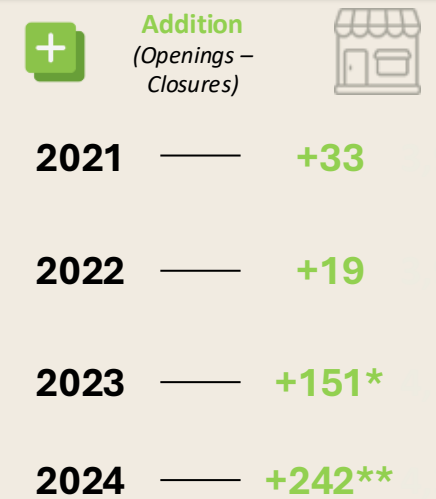 Addition
(Openings –
Closures)
2021 +33
2022 +19
2023 +151*
2024 +242**